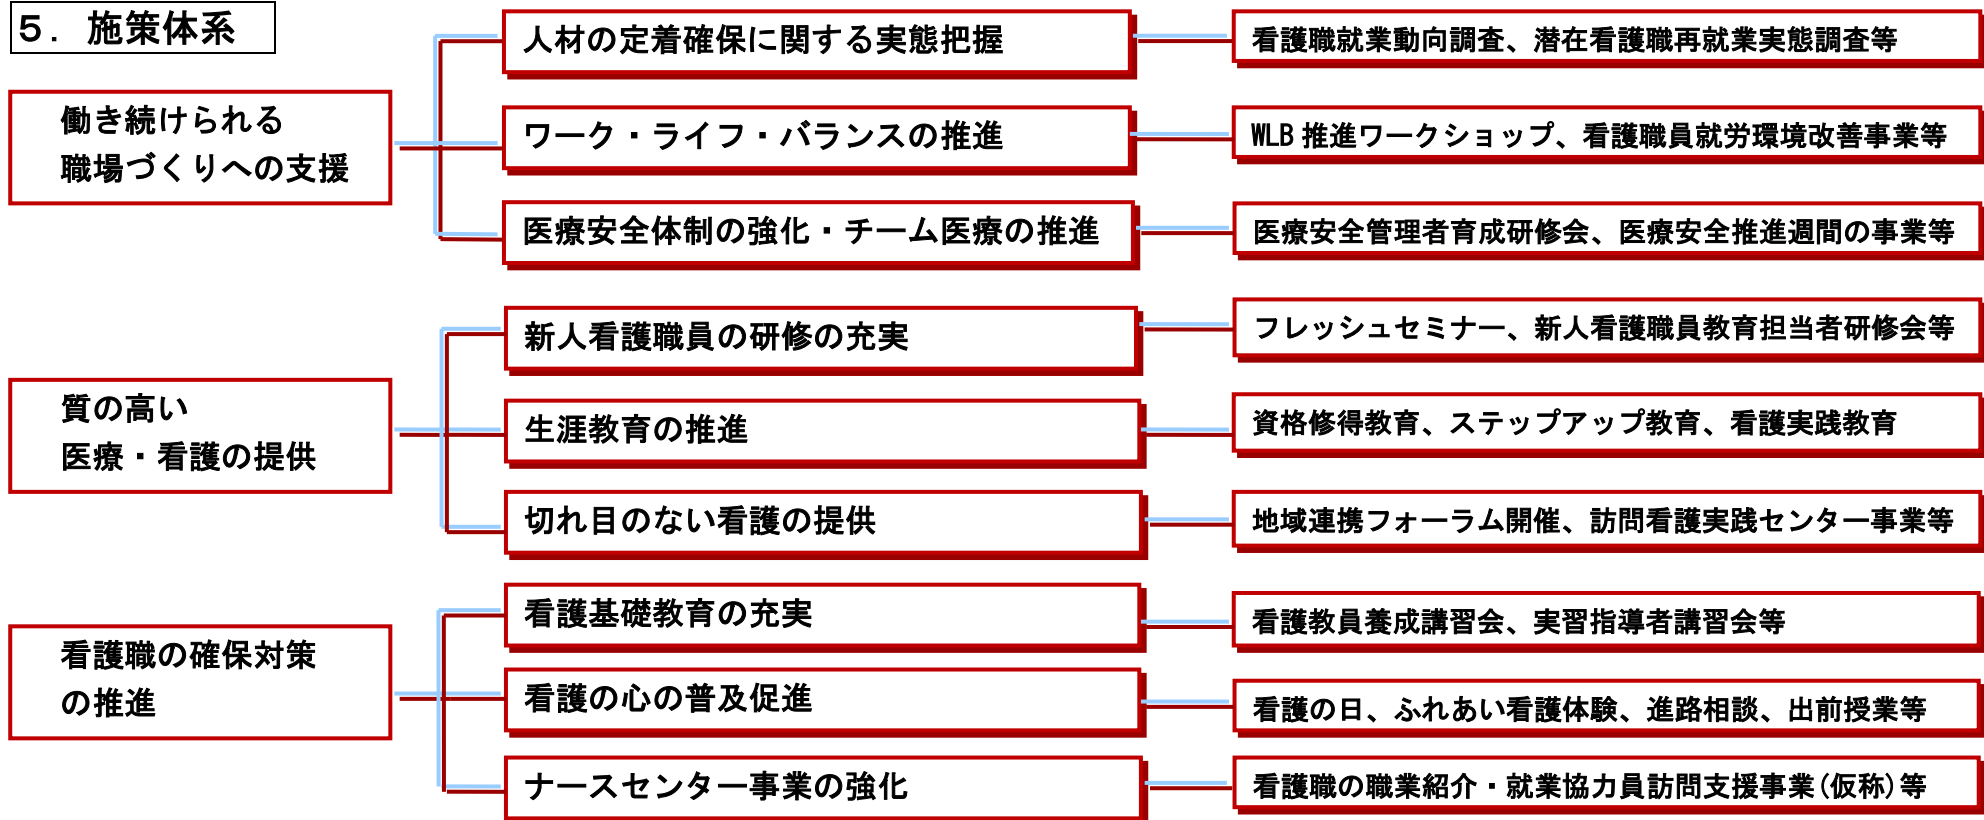 ５．施策体系
働き続けられる
職場づくりへの支援
人材の定着確保に関する実態把握
看護職就業動向調査、潜在看護職再就業実態調査等
ワーク・ライフ・バランスの推進
WLB 推進ワークショップ、看護職員就労環境改善事業等
医療安全体制の強化・チーム医療の推進
医療安全管理者育成研修会、医療安全推進週間の事業等
質の高い
医療・看護の提供
新人看護職員の研修の充実
フレッシュセミナー、新人看護職員教育担当者研修会等
生涯教育の推進
資格修得教育、ステップアップ教育、看護実践教育
切れ目のない看護の提供
地域連携フォーラム開催、訪問看護実践センター事業等
看護職の確保対策
の推進
看護基礎教育の充実
看護教員養成講習会、実習指導者講習会等
看護の心の普及促進
看護の日、ふれあい看護体験、進路相談、出前授業等
ナースセンター事業の強化
看護職の職業紹介・就業協力員訪問支援事業(仮称)等